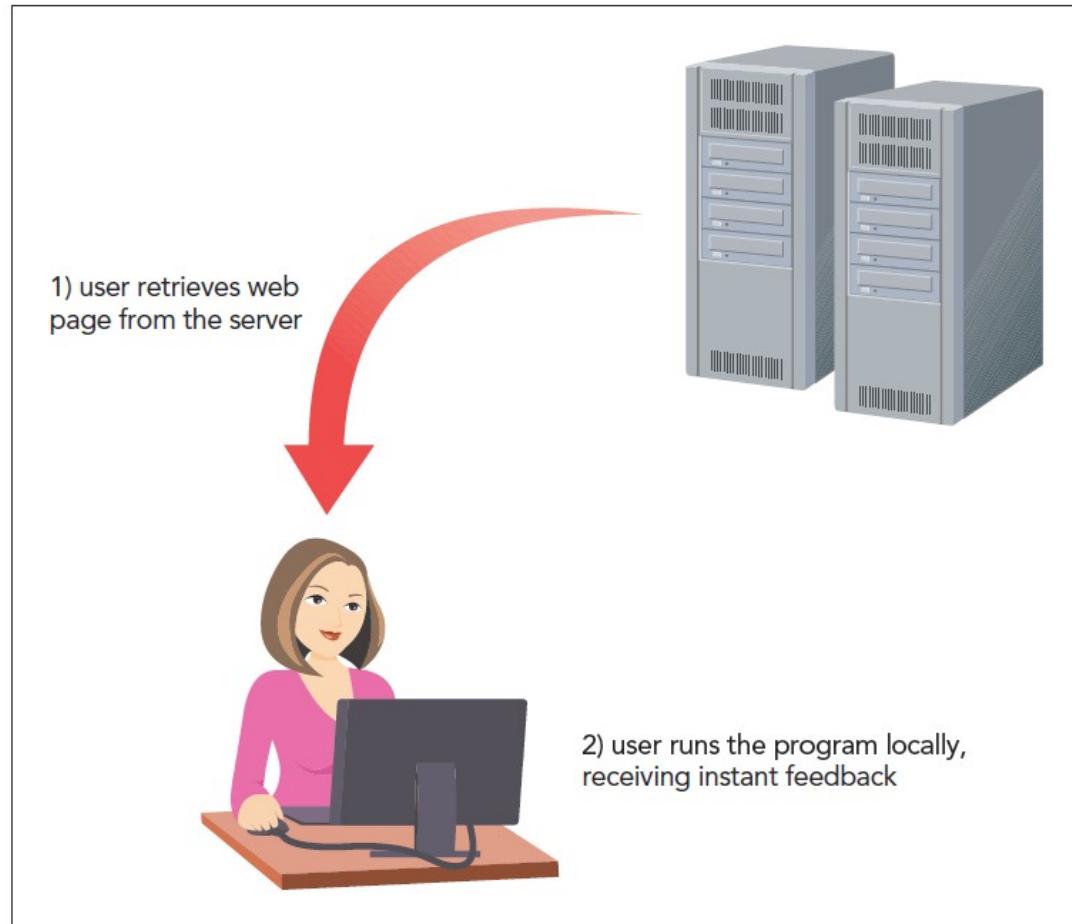 1) user retrieves web
page from the server
2) user runs the program locally,
receiving instant feedback